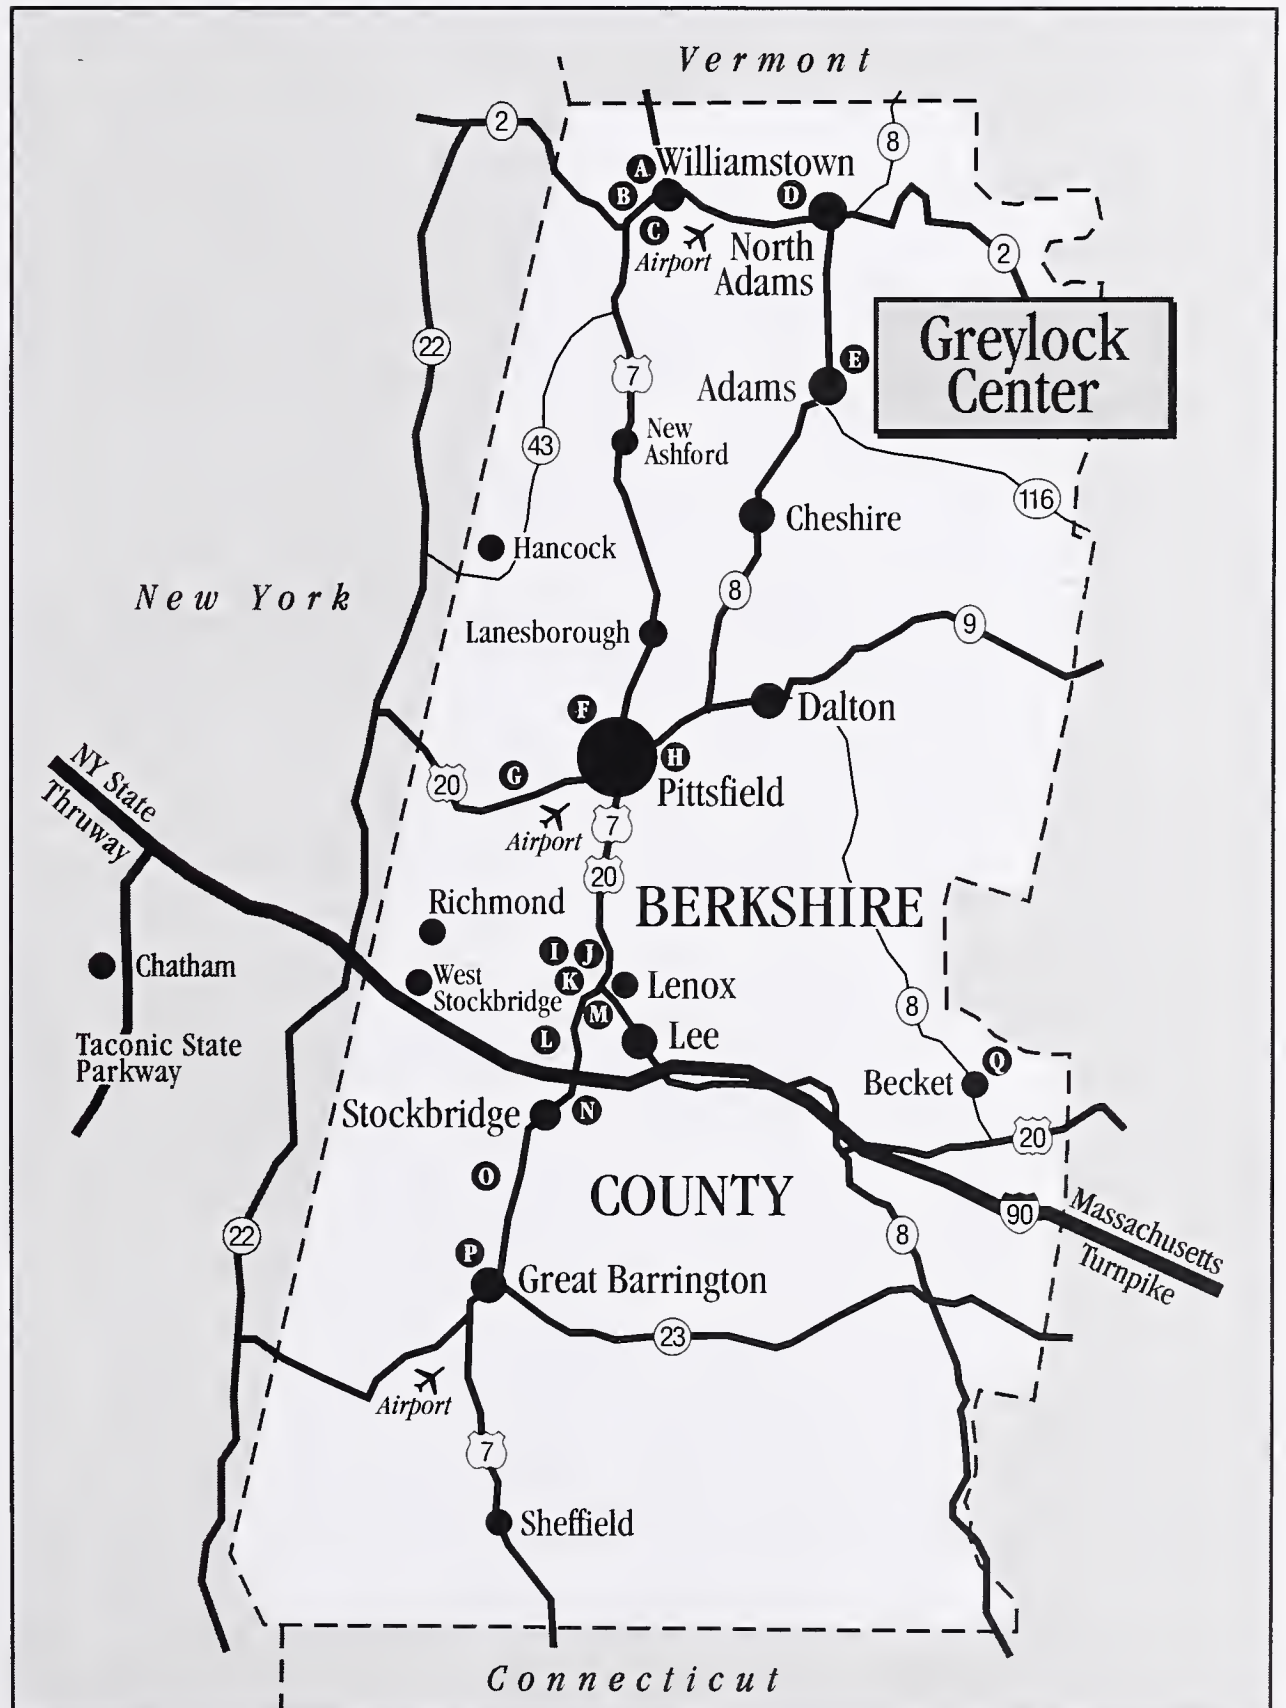 Vermont
2
8
A
Williamstown
B
D
C
Airport
North
Adams
2
Greylock
Center
22
7
E
Adams
43
New
Ashford
116
Cheshire
Hancock
8
New York
Lanesborough
9
F
Dalton
H
G
20
Pittsfield
NY State
Thruway
Airport
7
20
Richmond
BERKSHIRE
I
J
Chatham
West
Stockbridge
K
Lenox
M
8
L
Lee
Taconic State
Parkway
Q
Becket
Stockbridge
N
20
O
COUNTY
90
Massachusetts
Turnpike
22
8
P
Great Barrington
23
Airport
7
Sheffield
Connecticut